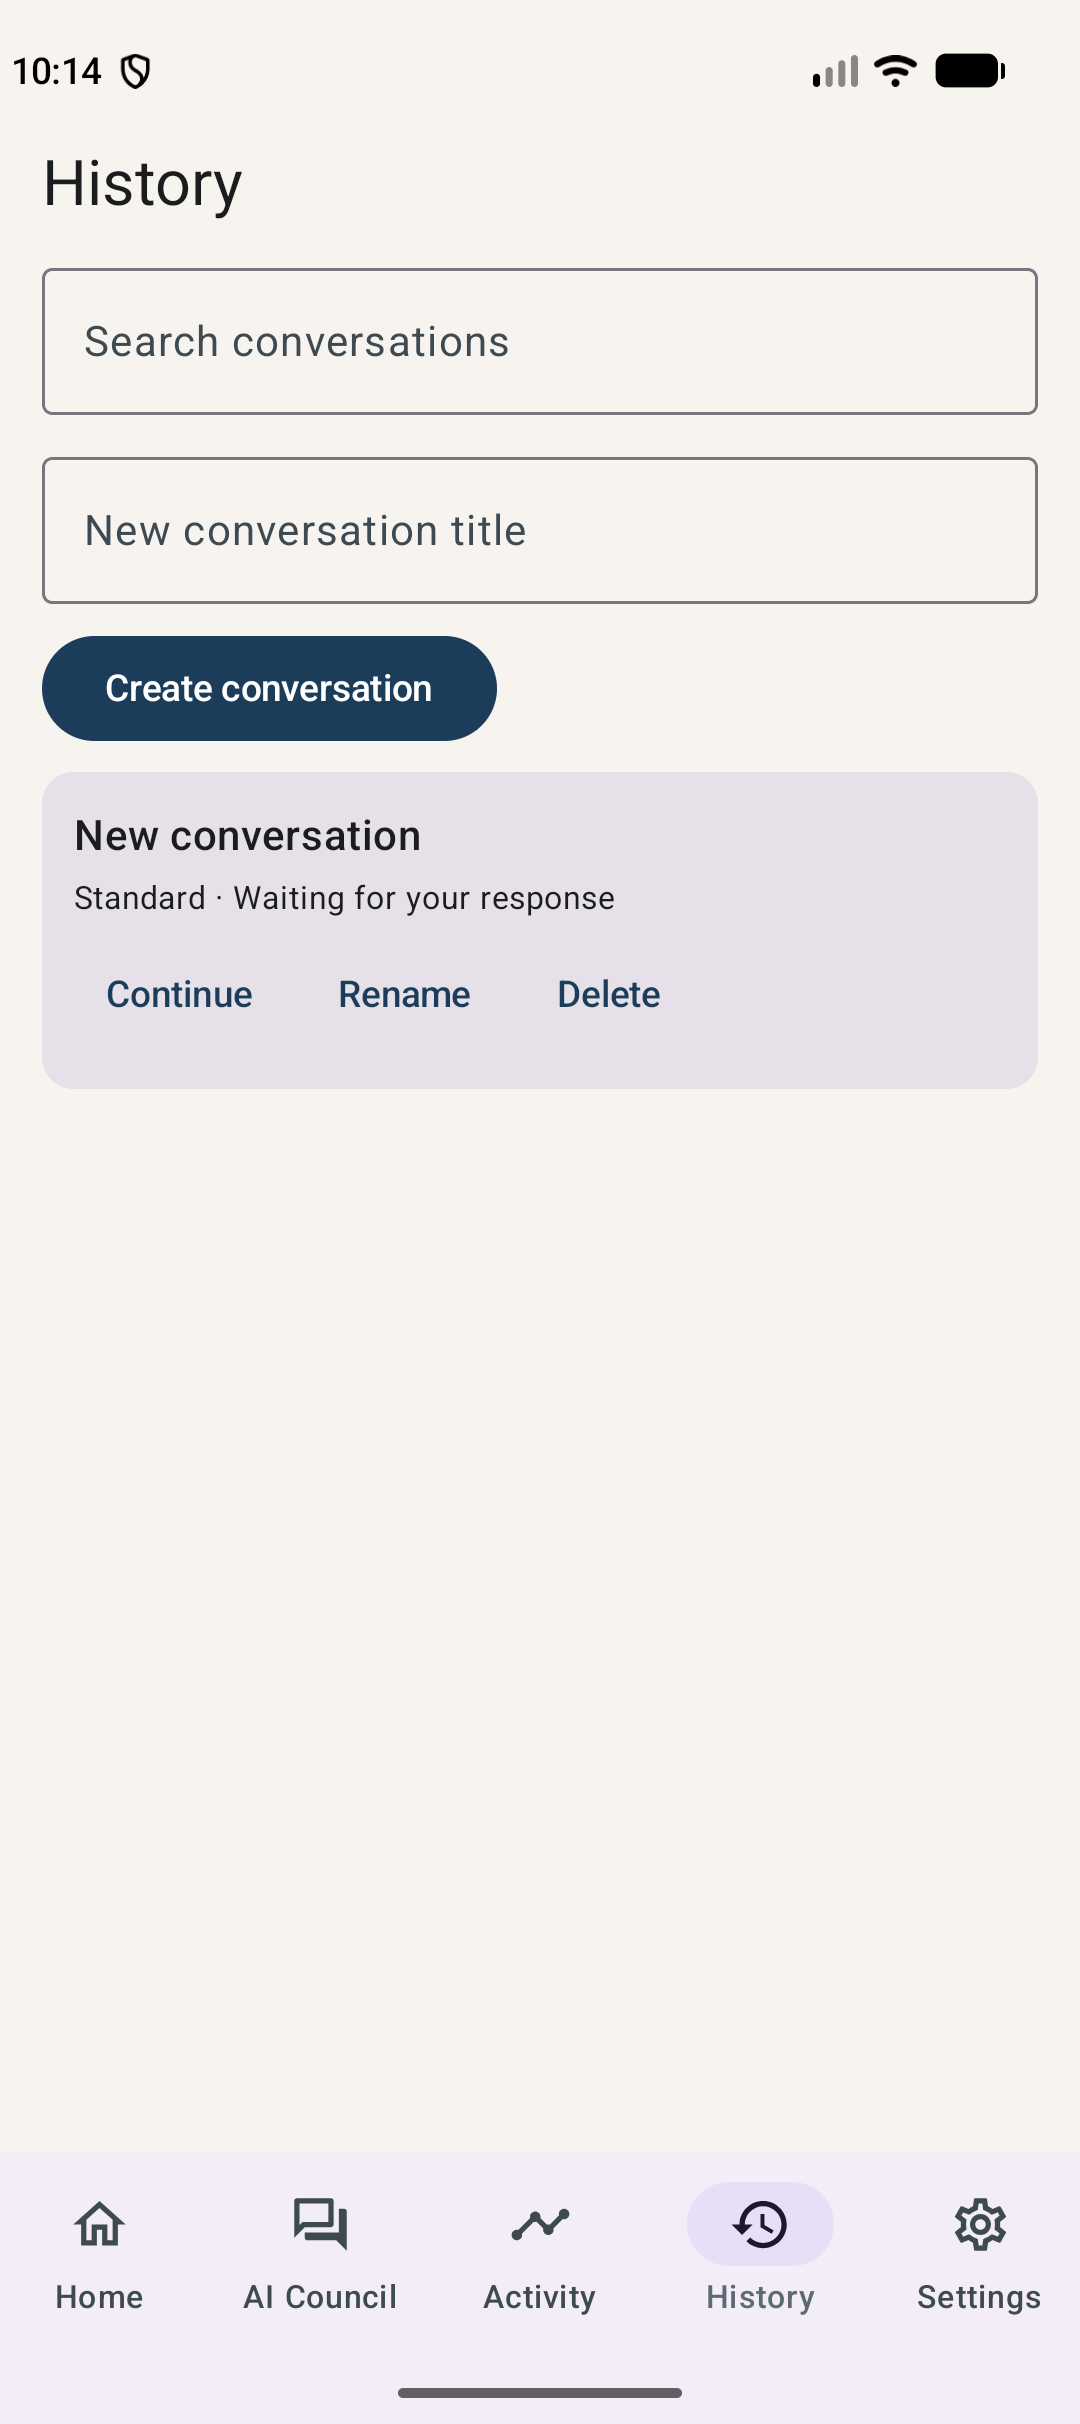 10:14
History
Search conversations
New conversation title
Create conversation
New conversation
Standard · Waiting for your response
Continue Rename Delete
Home AI Council Activity History Settings